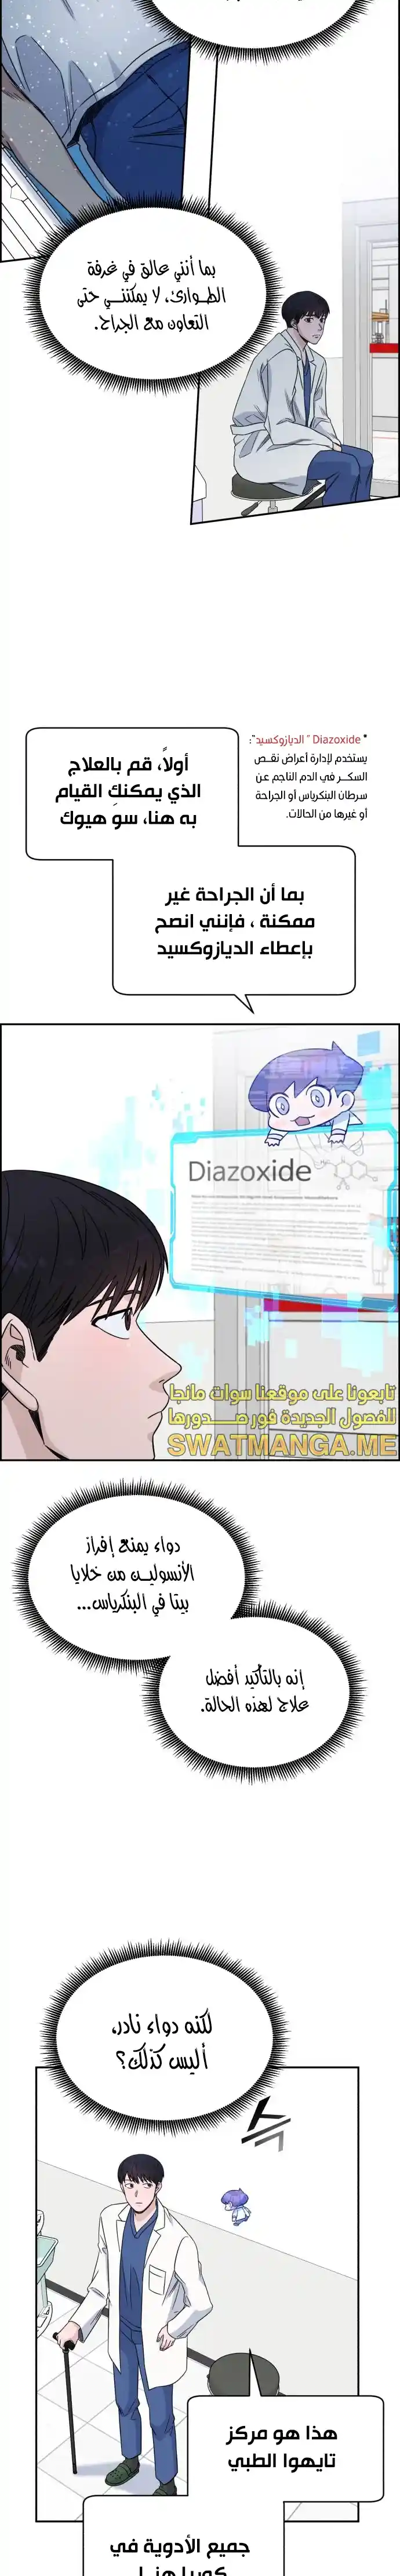 بما أنني عالق في غرفة
الطوارئ، لا يمكنني حتى
التعاون مع الجراح.
* Diazoxide " الديازوكسيد":
يستخدم لإدارة أعراض نقص
السكر في الدم الناجم عن
سرطان البنكرياس أو الجراحة
أو غيرها من الحالات.
أولاً، قم بالعلاج
الذي يمكنك القيام
به هنا، سوَ هيوك
بما أن الجراحة غير
ممكنة ، فإنني انصح
بإعطاء الديازوكسيد
Diazoxide
تابعونا على موقعنا سوات مانجا
للفصول الجديدة فور صدورها
SWATMANGA.ME
دواء يمنع إفراز
الأنسولين من خلايا
بيتا في البنكرياس...
إنه بالتأكيد أفضل
علاج لهذه الحالة.
لكنه دواء نادر،
أليس كذلك؟
스
ㅋ
هذا هو مركز
تايهوا الطبي
جميع الأدوية في
كوريا هنا